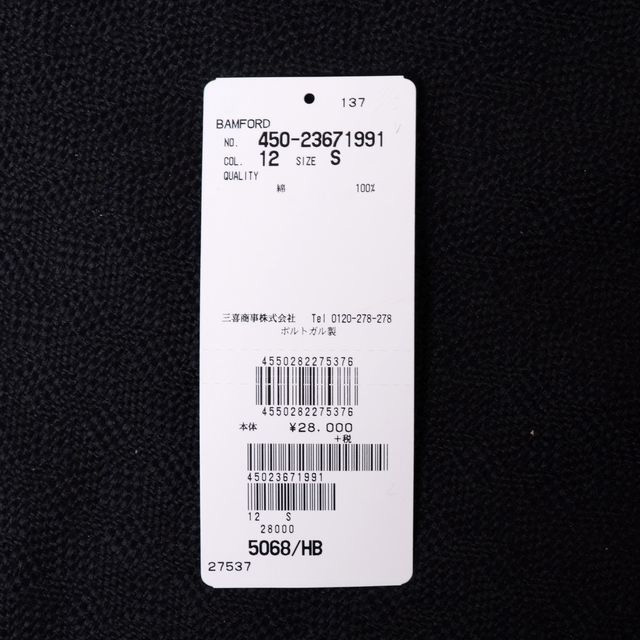 137
BAMFORD
NO. 450-23671991
COL. 12 SIZE S
QUALITY
綿 100%
三喜商事株式会社 Tel 0120-278-278
ポルトガル製
4550282275376
4550282275376
本体 ¥28.000
+税
45023671991
12 S
28000
5068/HB
27537